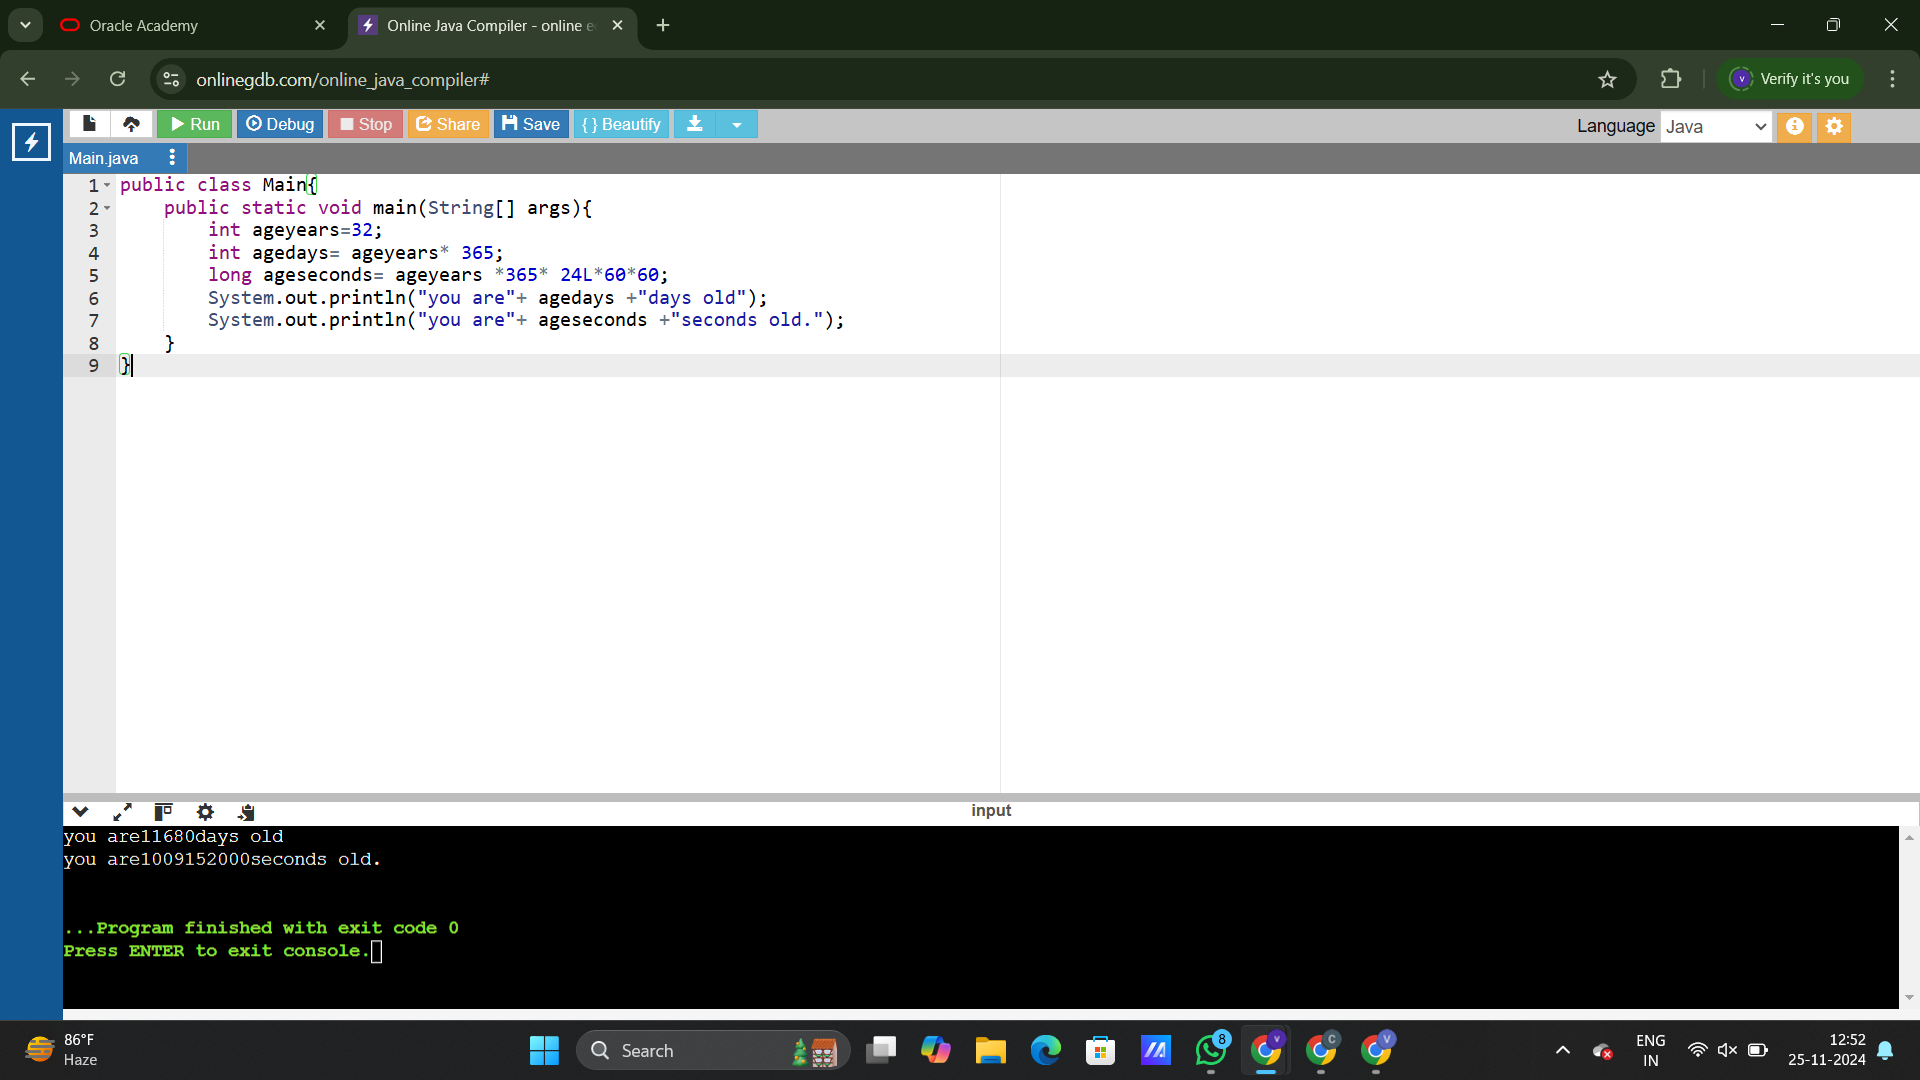 Oracle Academy
Online Java Compiler - online e
onlinegdb.com/online_java_compiler#
v Verify it's you
Run Debug Stop Share Save { } Beautify
Language Java
Main.java
1 public class Main{
2 public static void main(String[] args){
3 int ageyears=32;
4 int agedays= ageyears* 365;
5 long ageseconds= ageyears *365* 24L*60*60;
6 System.out.println("you are"+ agedays +"days old");
7 System.out.println("you are"+ ageseconds +"seconds old.");
8 }
9 }
input
you are11680days old
you are1009152000seconds old.
...Program finished with exit code 0
Press ENTER to exit console.
86°F
Haze
Search
8
v
C
V
ENG
IN
12:52
25-11-2024